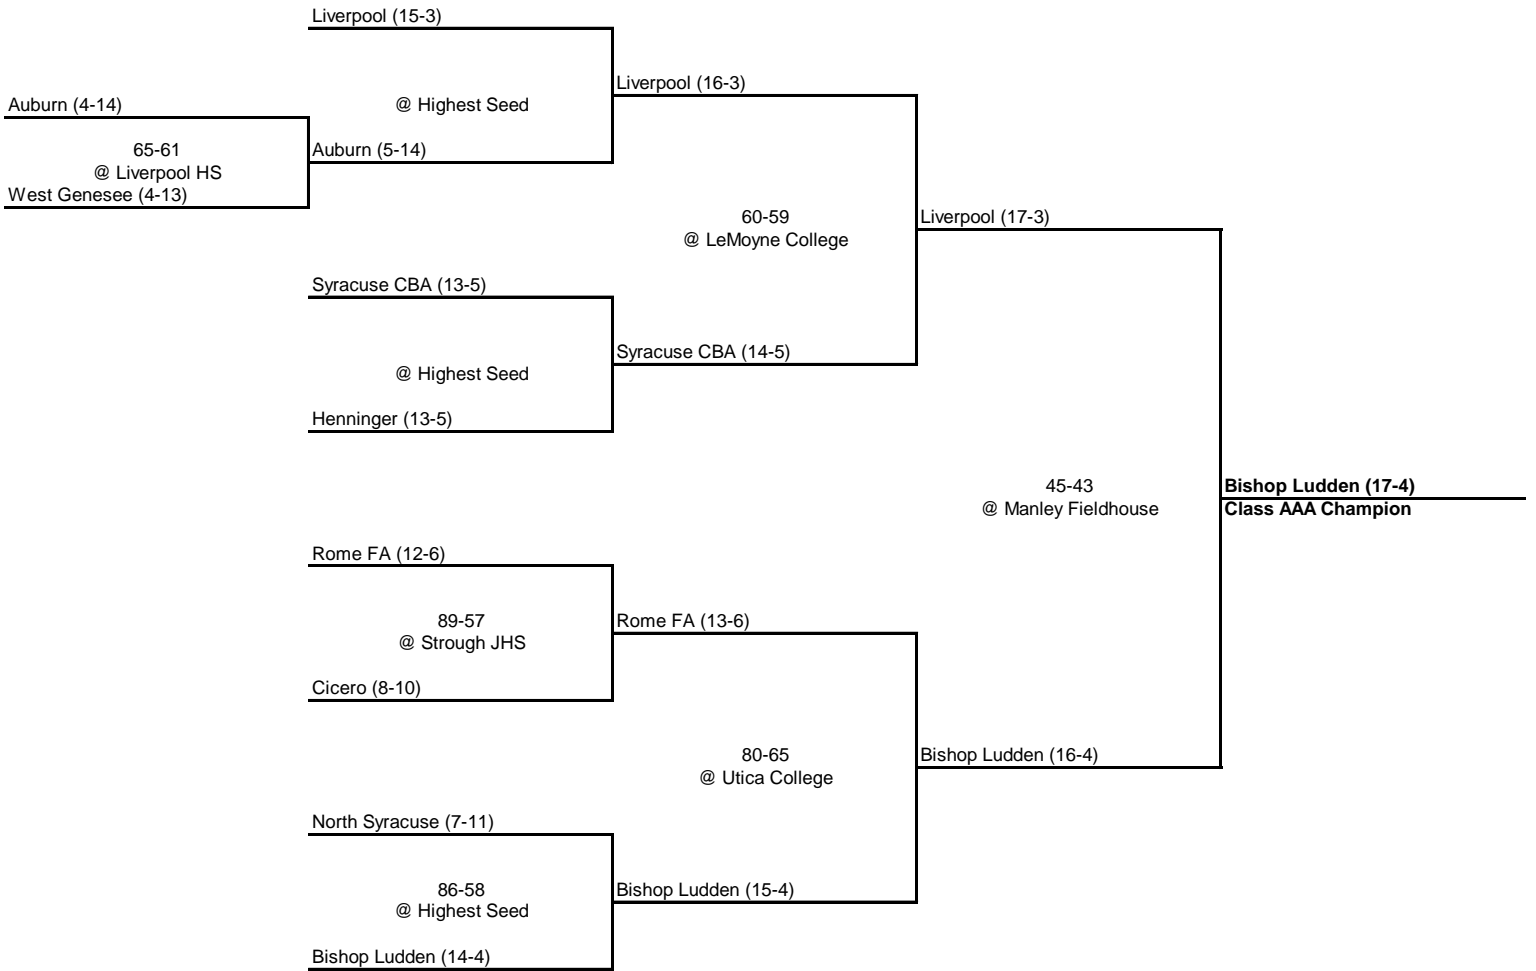 Liverpool (15-3)
Liverpool (16-3)
Auburn (4-14)
@ Highest Seed
65-61
Auburn (5-14)
@ Liverpool HS
West Genesee (4-13)
60-59
Liverpool (17-3)
@ LeMoyne College
Syracuse CBA (13-5)
Syracuse CBA (14-5)
@ Highest Seed
Henninger (13-5)
45-43
Bishop Ludden (17-4)
@ Manley Fieldhouse
Class AAA Champion
Rome FA (12-6)
89-57
Rome FA (13-6)
@ Strough JHS
Cicero (8-10)
80-65
Bishop Ludden (16-4)
@ Utica College
North Syracuse (7-11)
86-58
Bishop Ludden (15-4)
@ Highest Seed
Bishop Ludden (14-4)